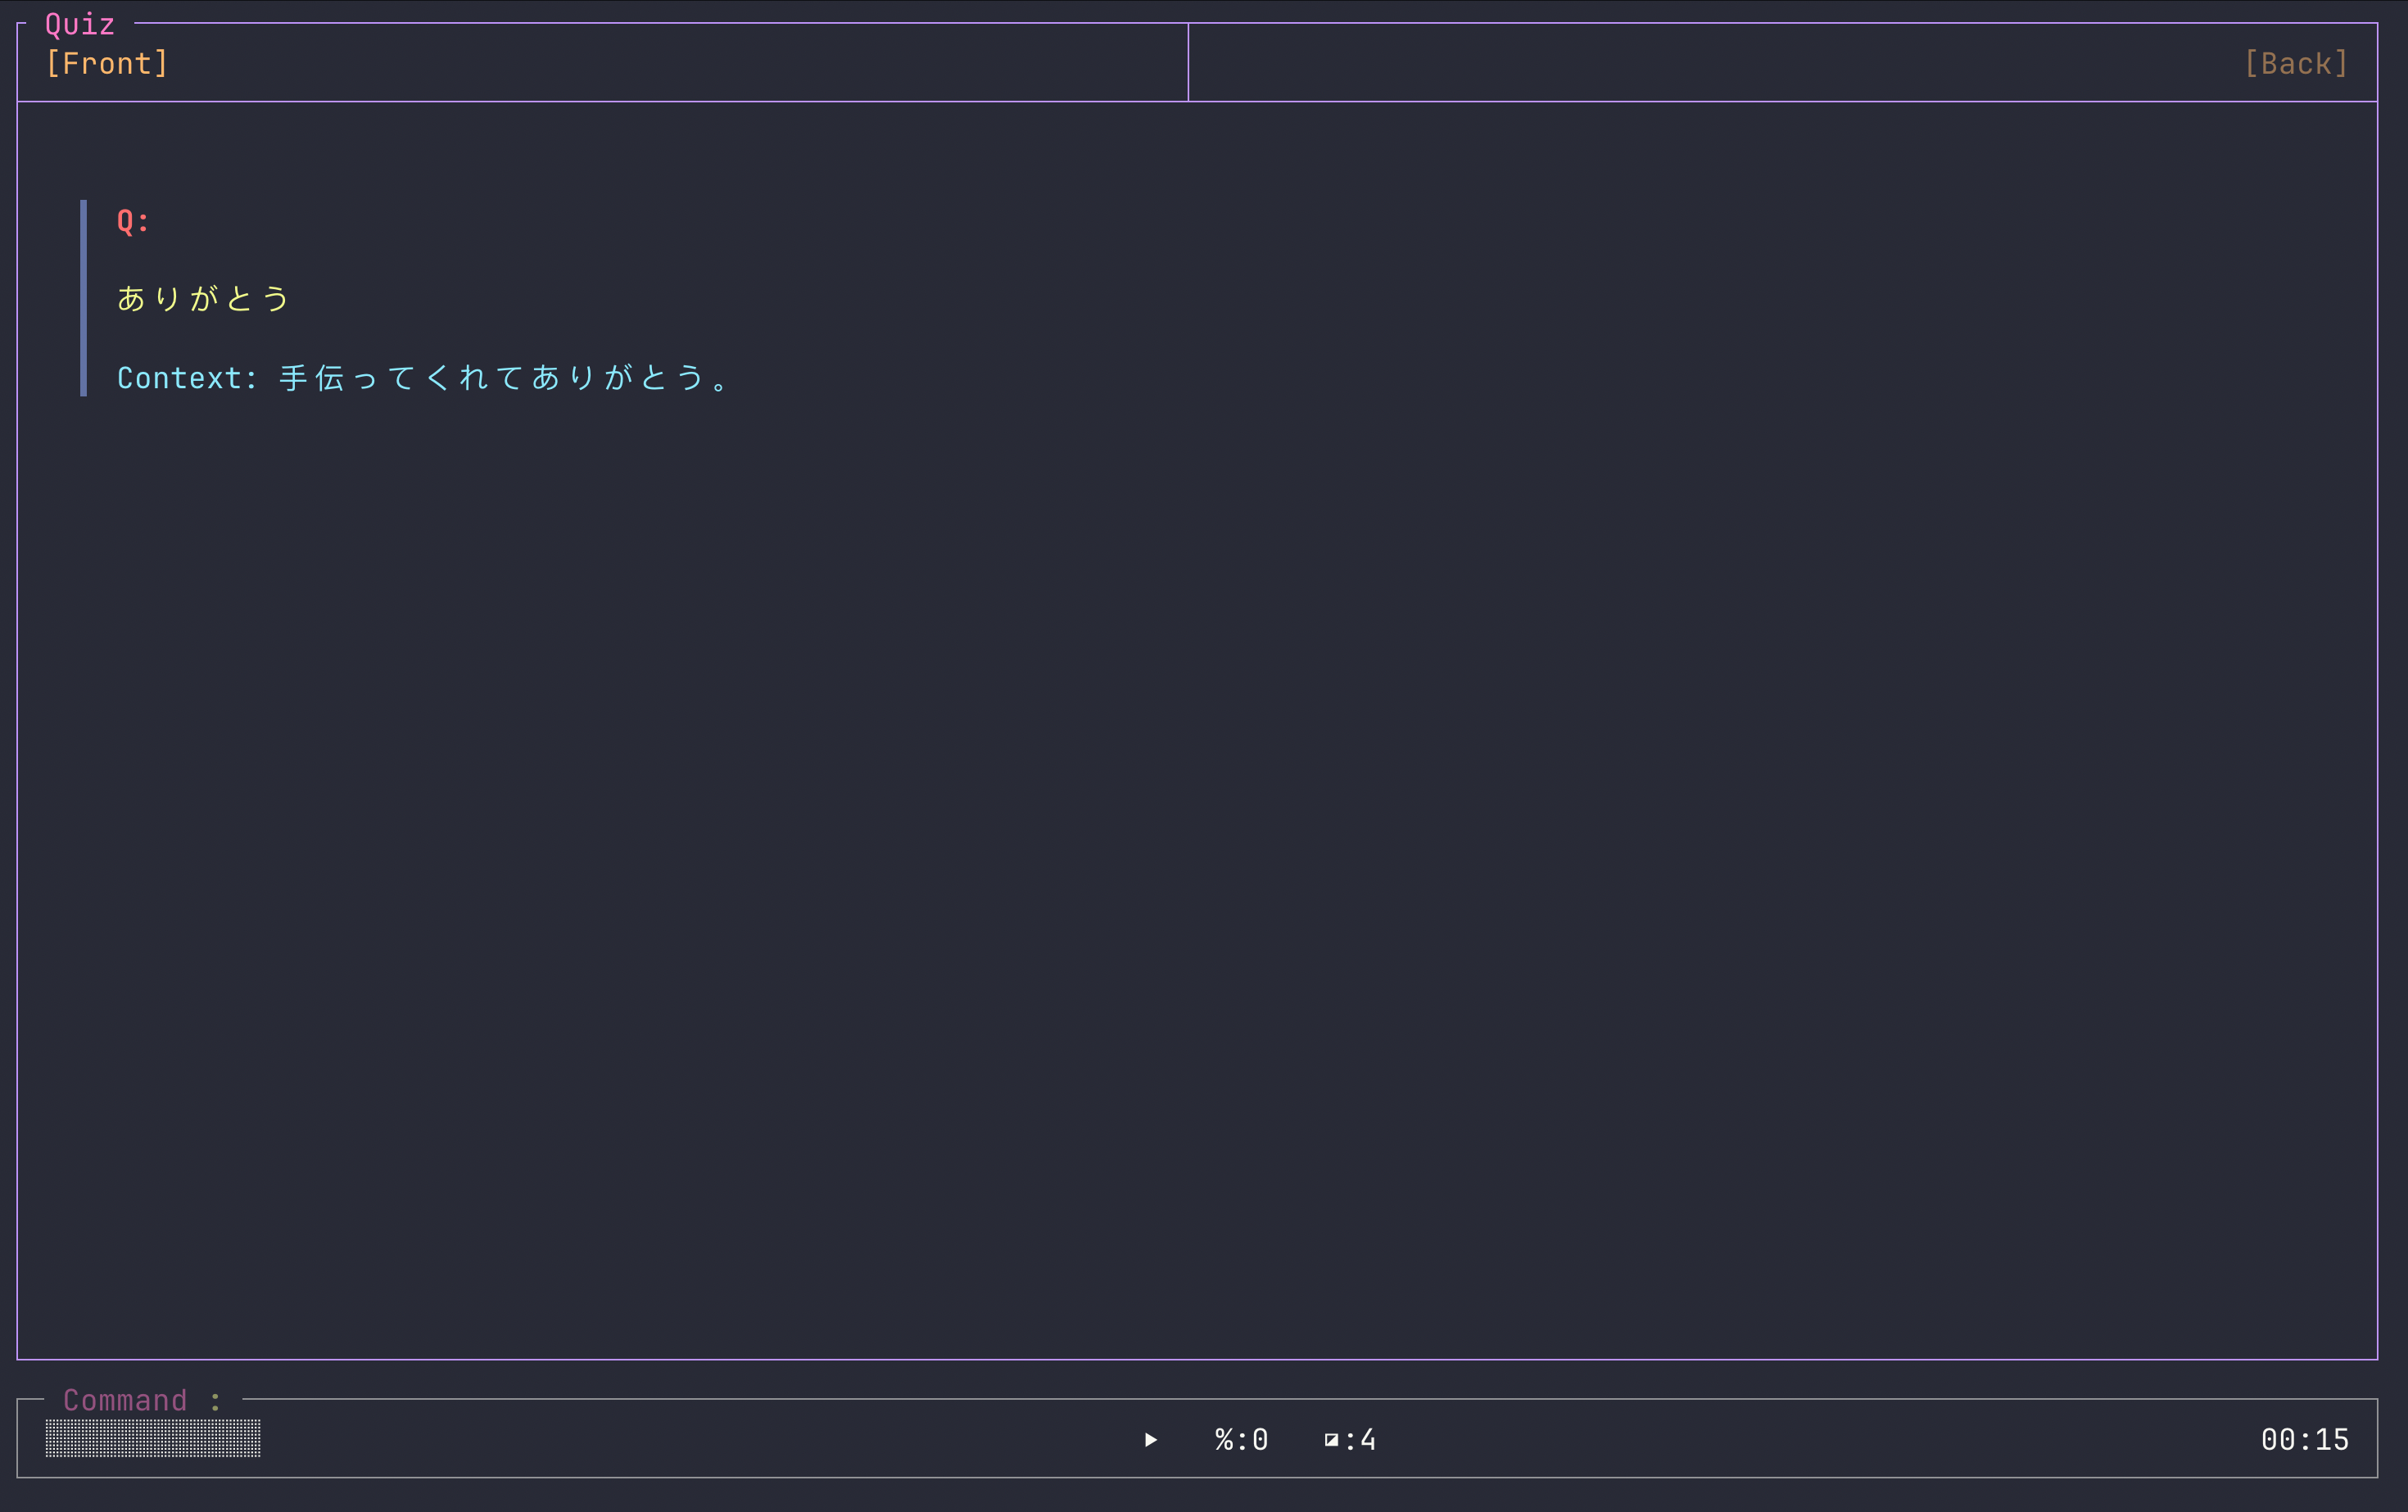 Quiz
[Front] [Back]
Q:
ありがとう
Context: 手伝ってくれてありがとう。
Command :
▶ %:0 ◪:4 00:15